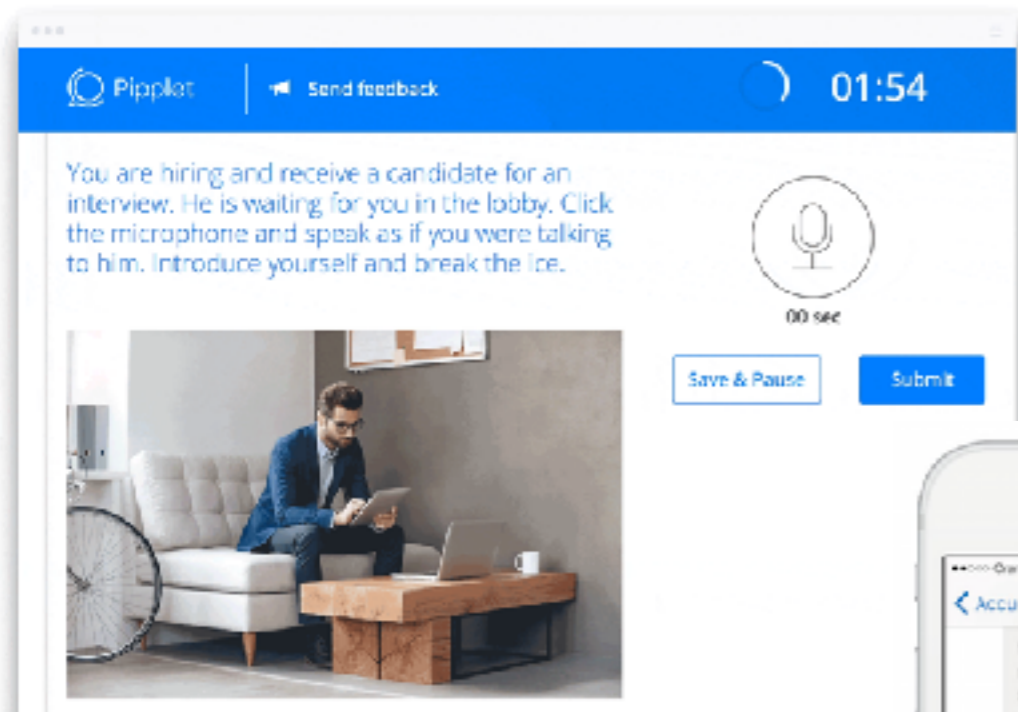 Pipplet
Send feedback
01:54
You are hiring and receive a candidate for an
interview. He is waiting for you in the lobby. Click
the microphone and speak as if you were talking
to him. Introduce yourself and break the ice.
00 sec
Save & Pause
Submit